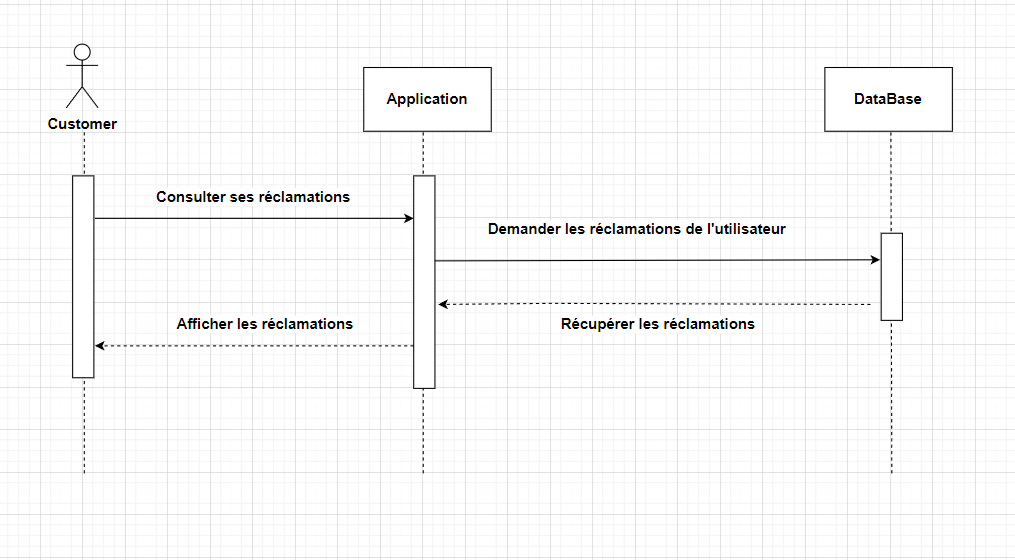 Customer
Application
DataBase
Consulter ses réclamations
Demander les réclamations de l'utilisateur
Afficher les réclamations
Récupérer les réclamations